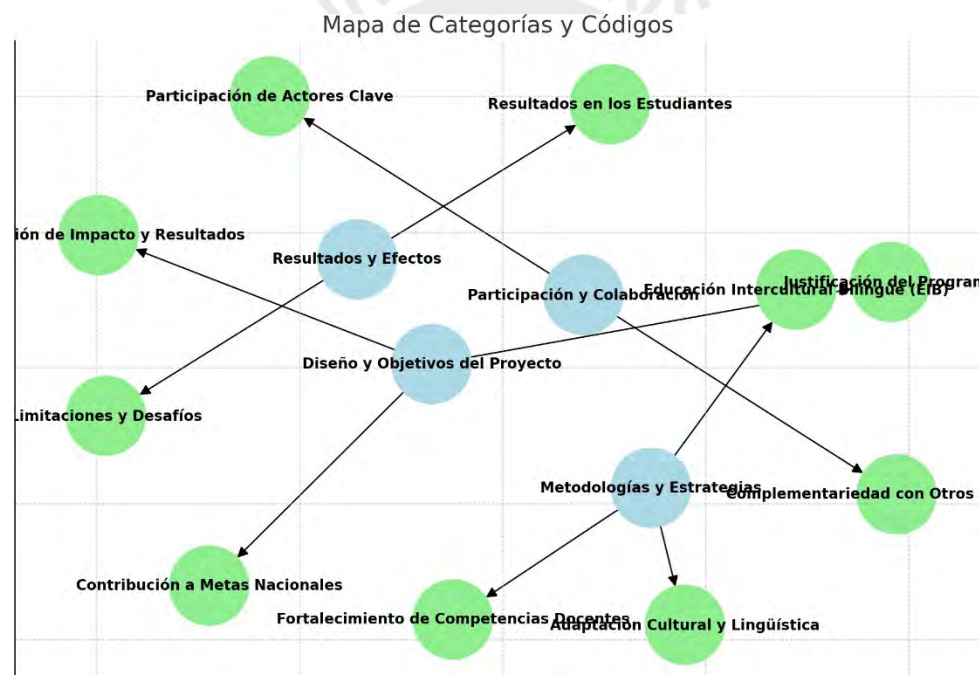 Mapa de Categorías y Códigos
Participación de Actores Clave
Resultados en los Estudiantes
ión de Impacto y Resultados
Resultados y Efectos
Participación y Colaboración
Educación Intercultural Bilingüe (EIB)
Justificación del Program
Diseño y Objetivos del Proyecto
Limitaciones y Desafíos
Metodologías y Estrategias
Complementariedad con Otros
Contribución a Metas Nacionales
Fortalecimiento de Competencias Docentes
Adaptación Cultural y Lingüística